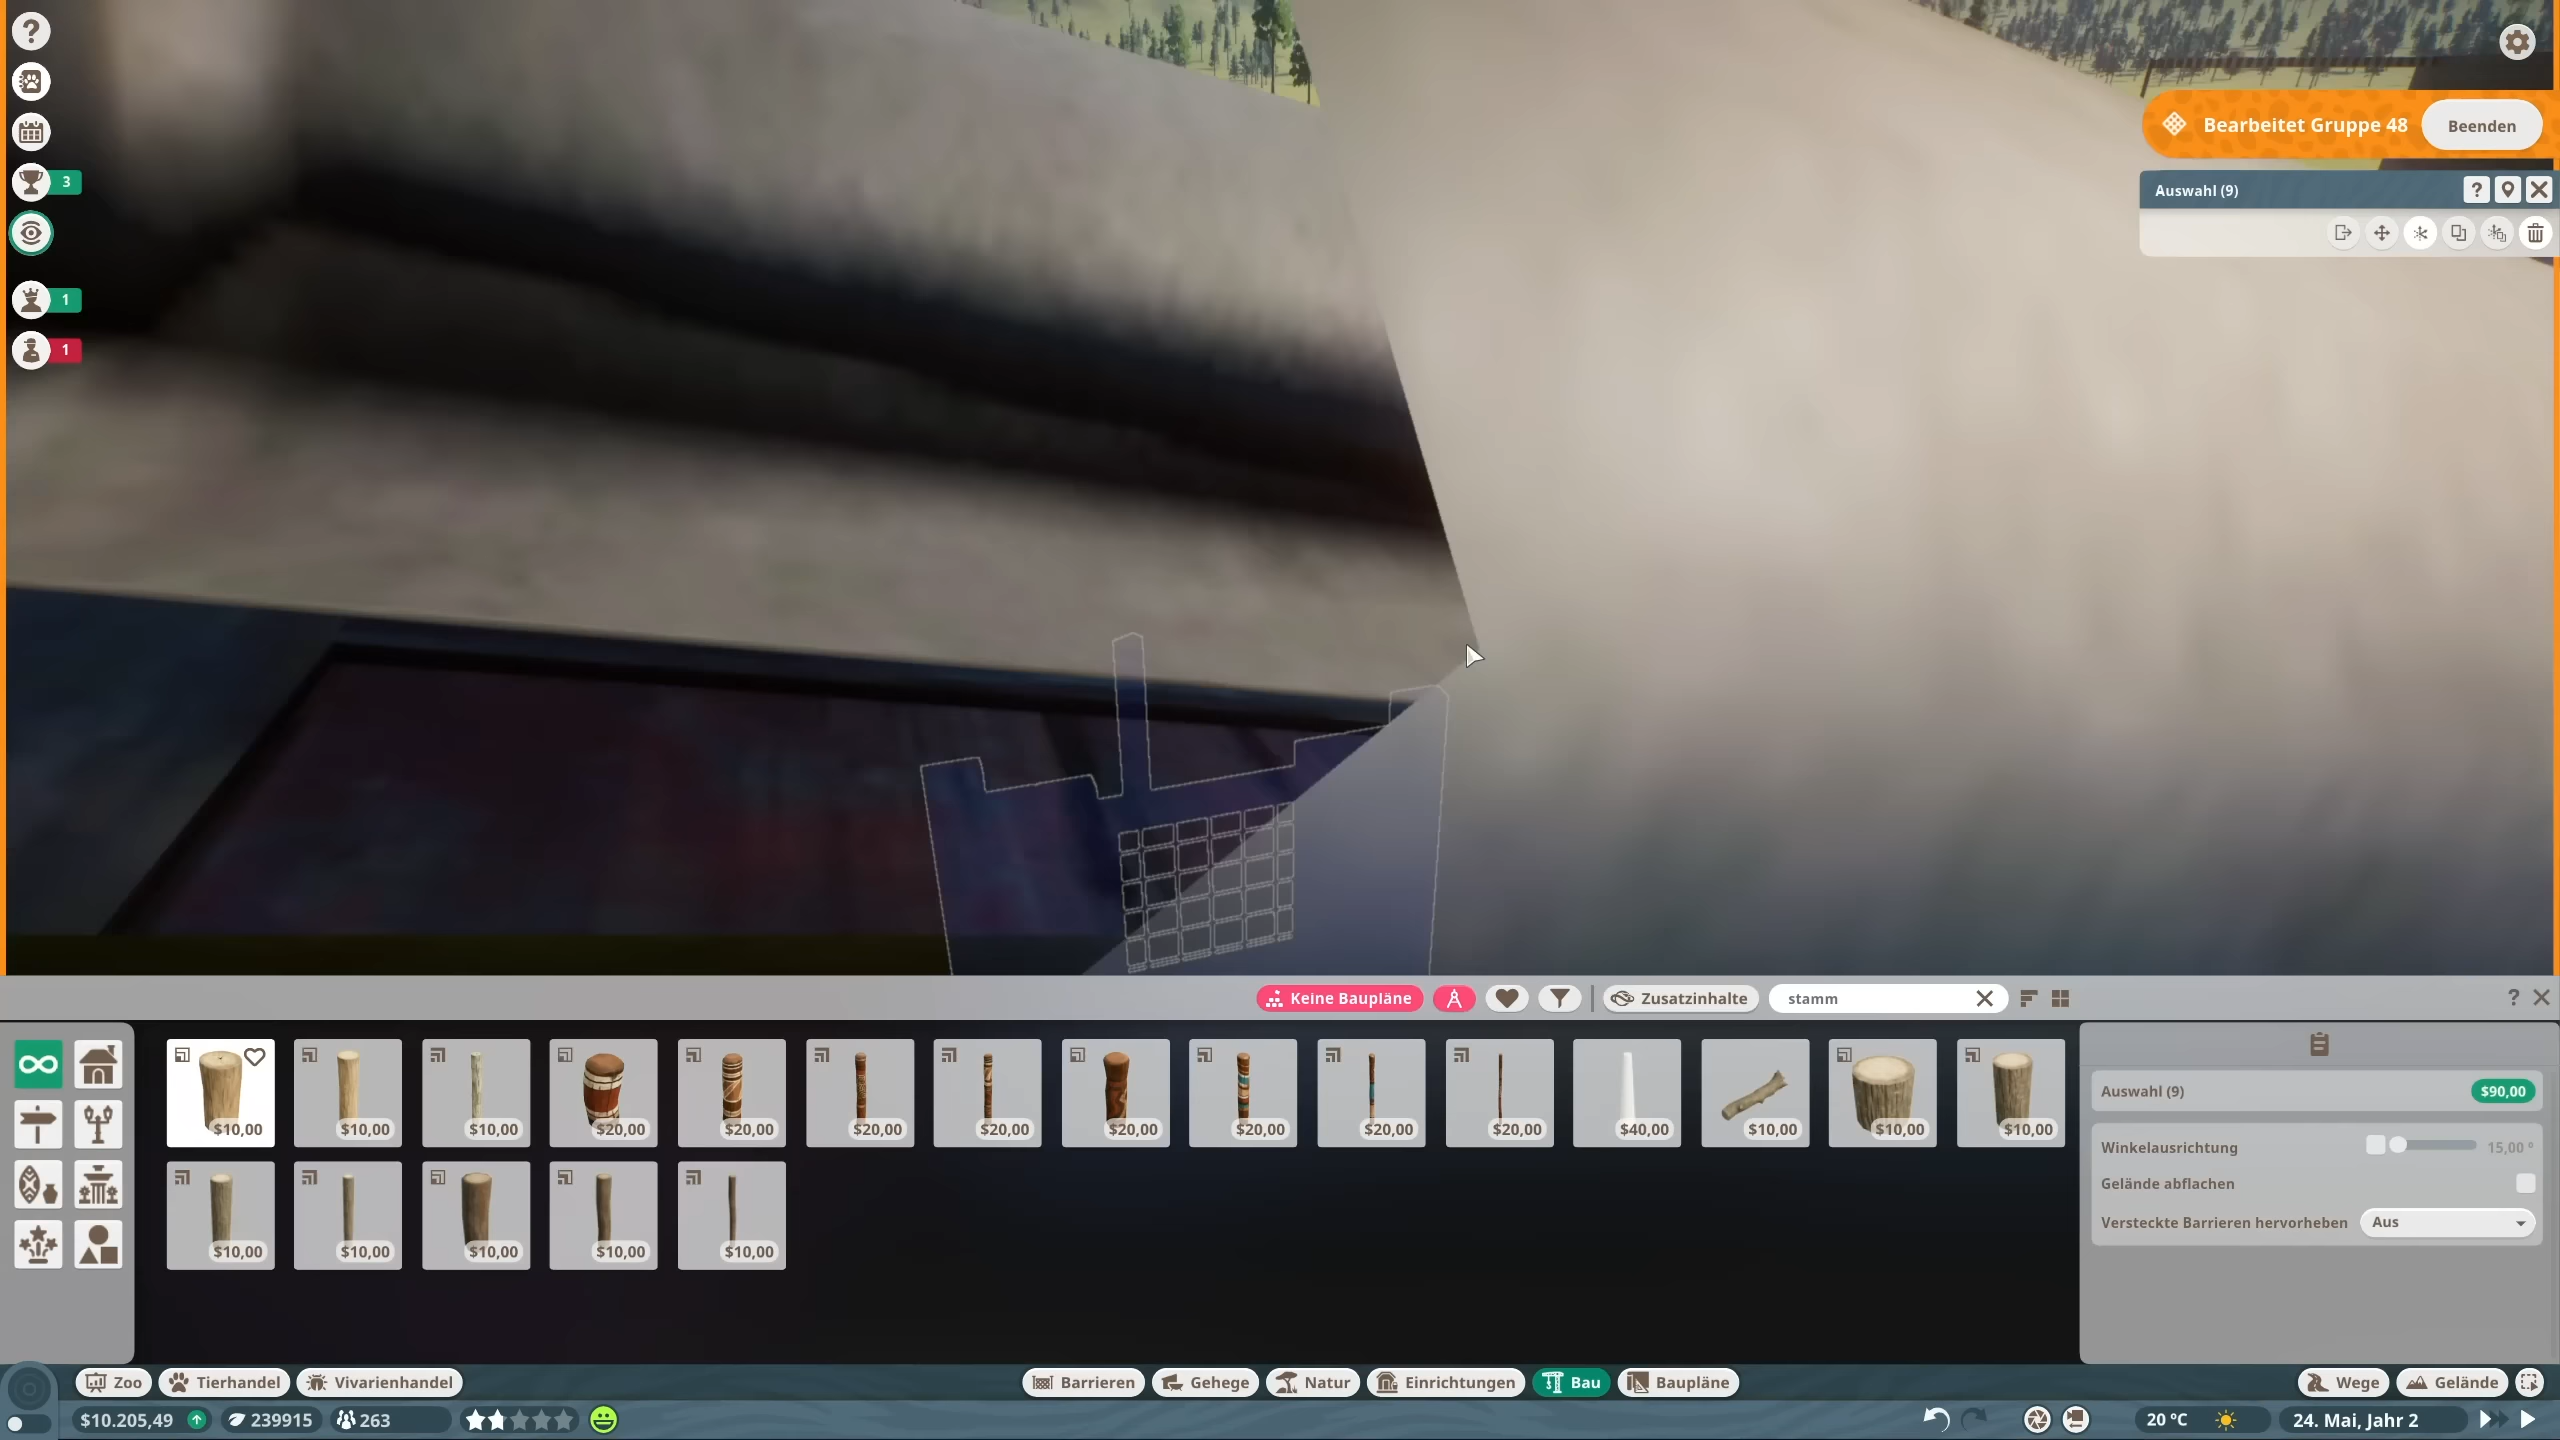 ?
3
1
1
Bearbeitet Gruppe 48
Beenden
Auswahl (9)
?
Keine Baupläne
Zusatzinhalte
stamm
?
$10,00
$10,00
$10,00
$20,00
$20,00
$20,00
$20,00
$20,00
$20,00
$20,00
$20,00
$40,00
$10,00
$10,00
$10,00
$10,00
$10,00
$10,00
$10,00
$10,00
Auswahl (9)
$90,00
Winkelausrichtung
15,00 °
Gelände abflachen
Versteckte Barrieren hervorheben
Aus
Zoo
Tierhandel
Vivarienhandel
Barrieren
Gehege
Natur
Einrichtungen
Bau
Baupläne
Wege
Gelände
$10.205,49
239915
263
20 °C
24. Mai, Jahr 2